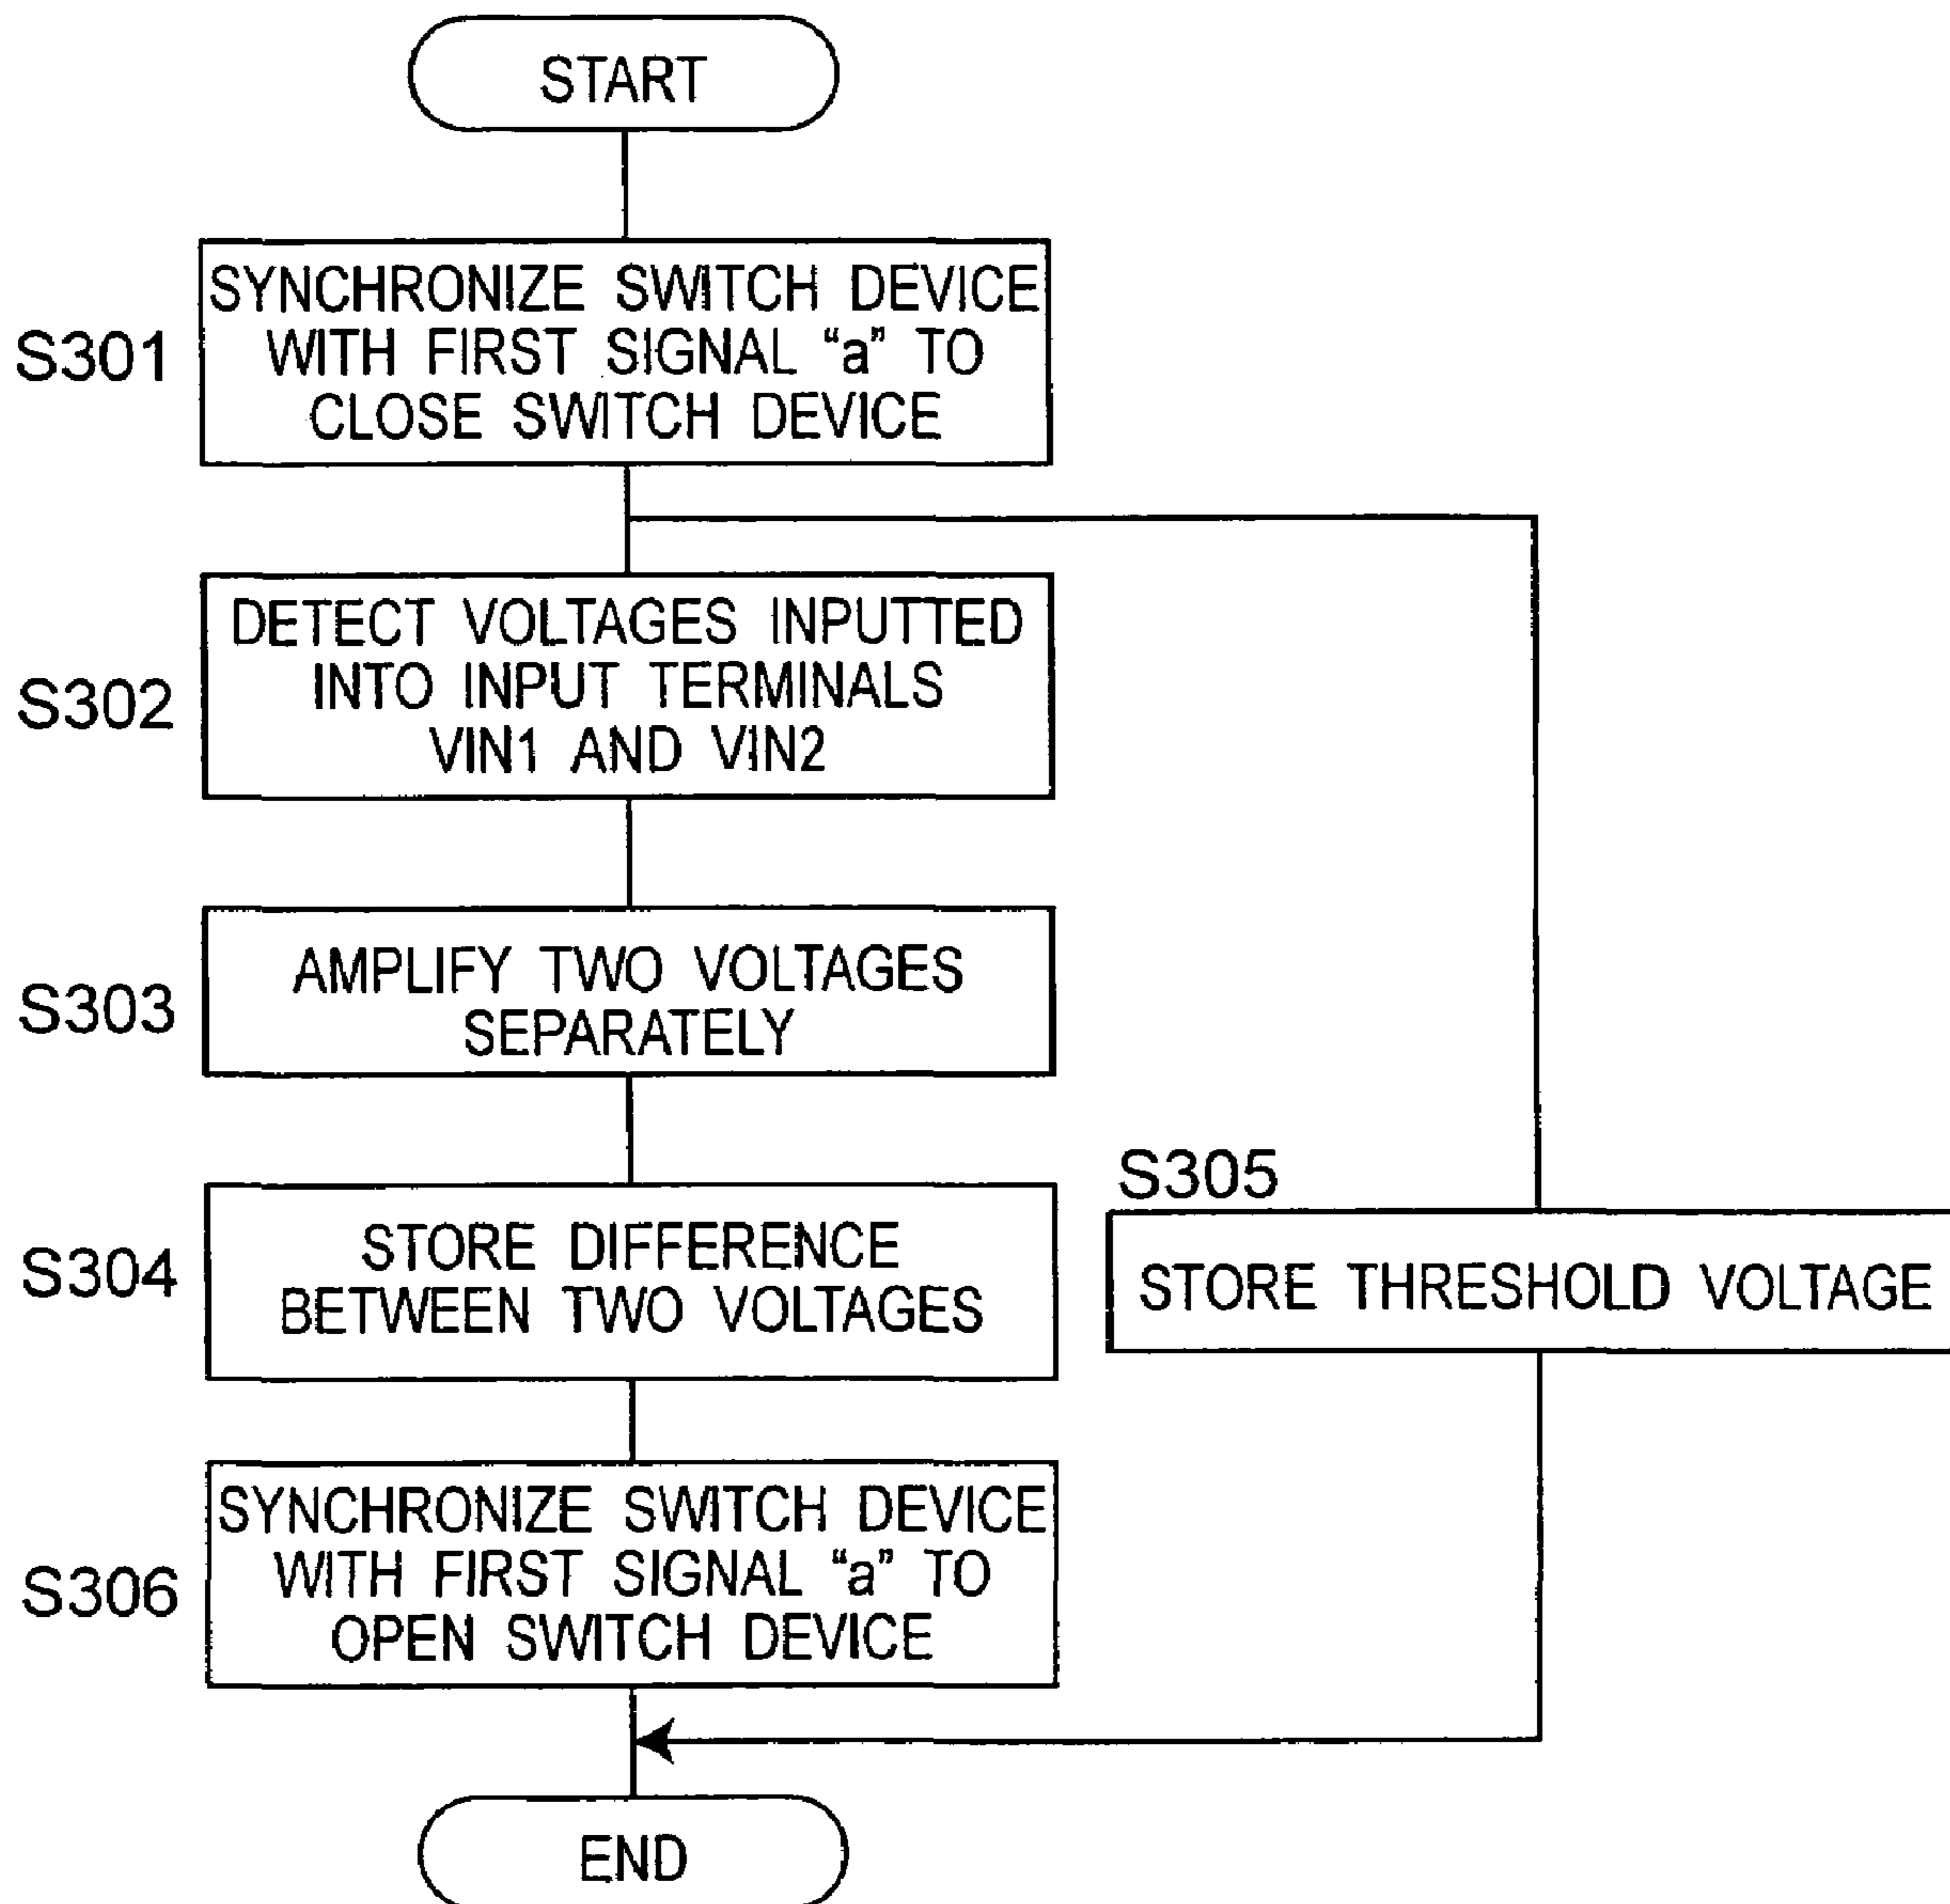 START
S301
SYNCHRONIZE SWITCH DEVICE
WITH FIRST SIGNAL “a” TO
CLOSE SWITCH DEVICE
S302
DETECT VOLTAGES INPUTTED
INTO INPUT TERMINALS
VIN1 AND VIN2
S303
AMPLIFY TWO VOLTAGES
SEPARATELY
S304
STORE DIFFERENCE
BETWEEN TWO VOLTAGES
S305
STORE THRESHOLD VOLTAGE
S306
SYNCHRONIZE SWITCH DEVICE
WITH FIRST SIGNAL “a” TO
OPEN SWITCH DEVICE
END